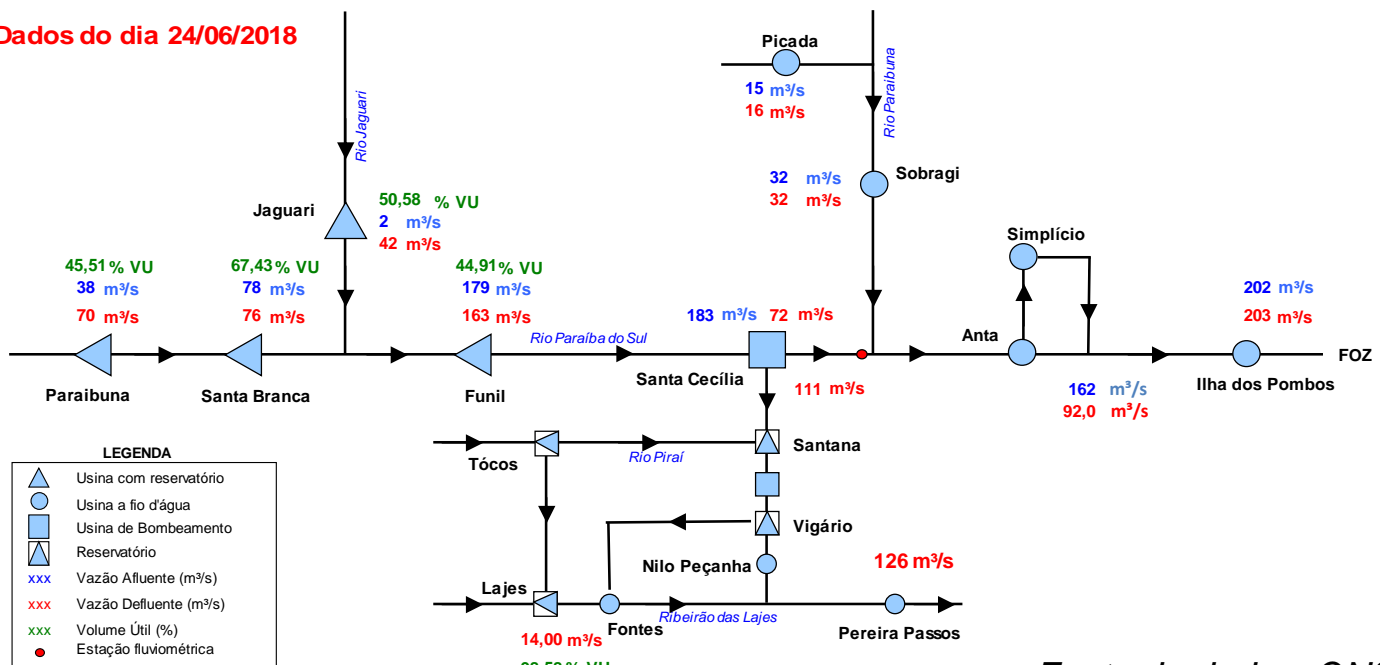 Dados do dia 24/06/2018
Picada
15 m³/s
16 m³/s
Rio Paraibuna
Rio Jaguari
32 m³/s
32 m³/s
Sobragi
Jaguari
50,58 % VU
2 m³/s
42 m³/s
Simplício
45,51 % VU
38 m³/s
70 m³/s
67,43 % VU
78 m³/s
76 m³/s
44,91 % VU
179 m³/s
163 m³/s
183 m³/s 72 m³/s
202 m³/s
203 m³/s
Rio Paraíba do Sul
Anta
FOZ
Paraibuna
Santa Branca
Funil
Santa Cecília
111 m³/s
162 m³/s
92,0 m³/s
Ilha dos Pombos
LEGENDA
Usina com reservatório
Usina a fio d'água
Usina de Bombeamento
Reservatório
xxx Vazão Afluente (m³/s)
xxx Vazão Defluente (m³/s)
xxx Volume Útil (%)
Estação fluviométrica
Tócos
Rio Piraí
Santana
Vigário
Nilo Peçanha
126 m³/s
Lajes
Fontes
Ribeirão das Lajes
Pereira Passos
14,00 m³/s
% VU